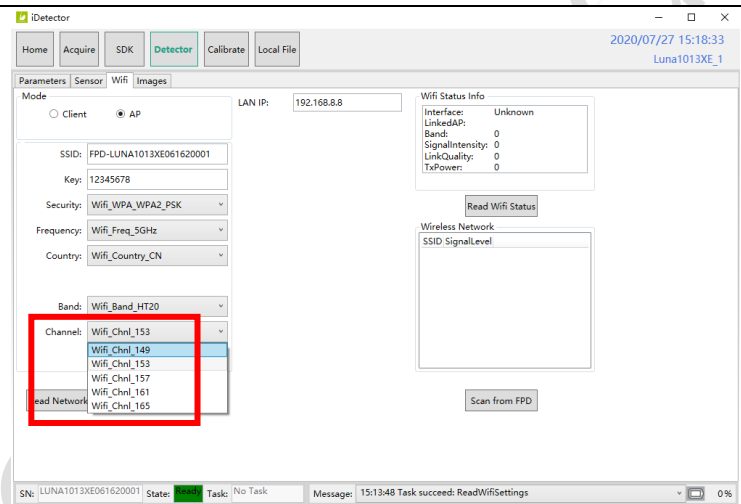 iDetector
Home Acquire SDK Detector Calibrate Local File
2020/07/27 15:18:33
Luna1013XE_1
Parameters Sensor Wifi Images
Mode
Client AP
LAN IP: 192.168.8.8
SSID: FPD-LUNA1013XE061620001
Key: 12345678
Security: Wifi_WPA_WPA2_PSK
Frequency: Wifi_Freq_5GHz
Country: Wifi_Country_CN
Band: Wifi_Band_HT20
Channel: Wifi_Chnl_153
Wifi_Chnl_149
Wifi_Chnl_153
Wifi_Chnl_157
Wifi_Chnl_161
Wifi_Chnl_165
ead Network
Wifi Status Info
Interface: Unknown
LinkedAP:
Band: 0
SignalIntensity: 0
LinkQuality: 0
TxPower: 0
Read Wifi Status
Wireless Network
SSID SignalLevel
Scan from FPD
SN: LUNA1013XE061620001 State: Ready Task: No Task Message: 15:13:48 Task succeed: ReadWifiSettings 0%